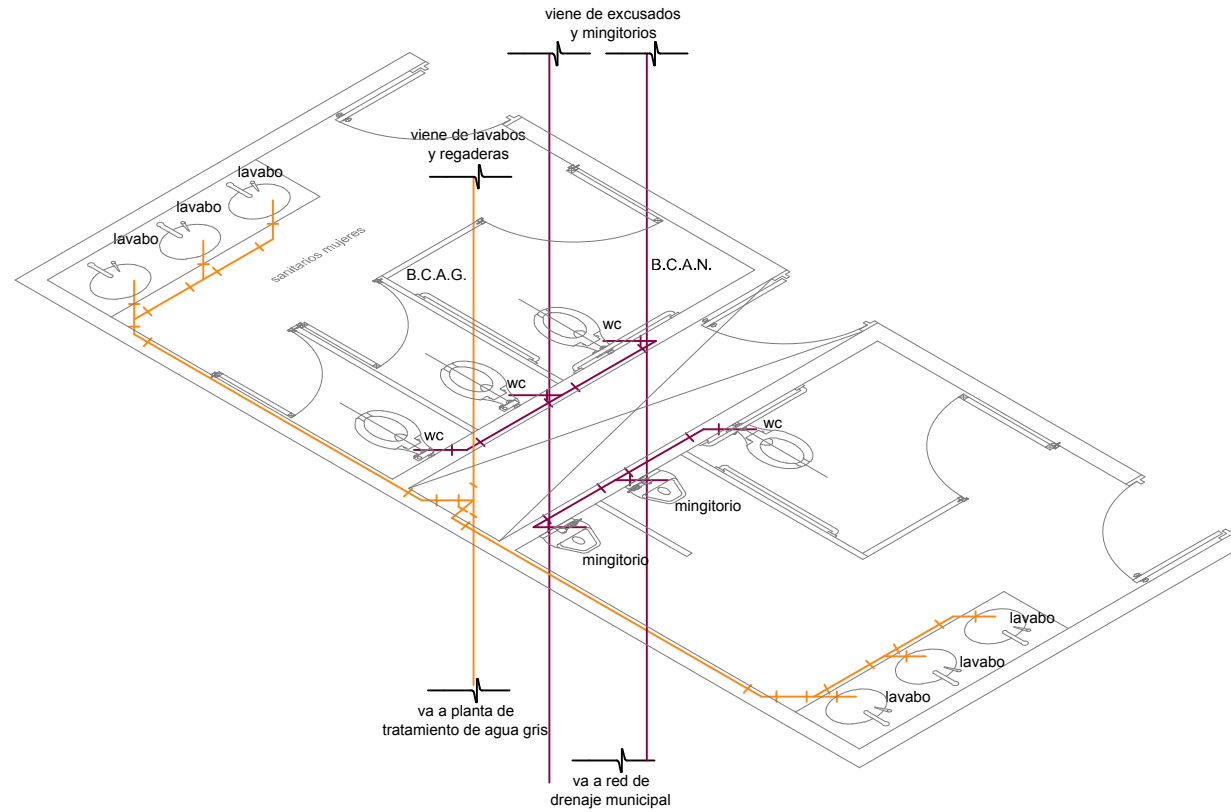 viene de excusados
y mingitorios
viene de lavabos
y regaderas
lavabo
lavabo
lavabo
sanitarios mujeres
B.C.A.G.
B.C.A.N.
wc
wc
wc
wc
mingitorio
mingitorio
lavabo
lavabo
lavabo
va a planta de
tratamiento de agua gris
va a red de
drenaje municipal